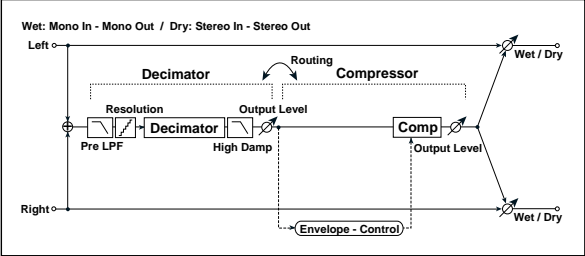 Wet: Mono In - Mono Out / Dry: Stereo In - Stereo Out
Left
Wet / Dry
Routing
Decimator
Compressor
Resolution
Output Level
Decimator
Comp
Pre LPF
High Damp
Output Level
Right
Wet / Dry
Envelope - Control